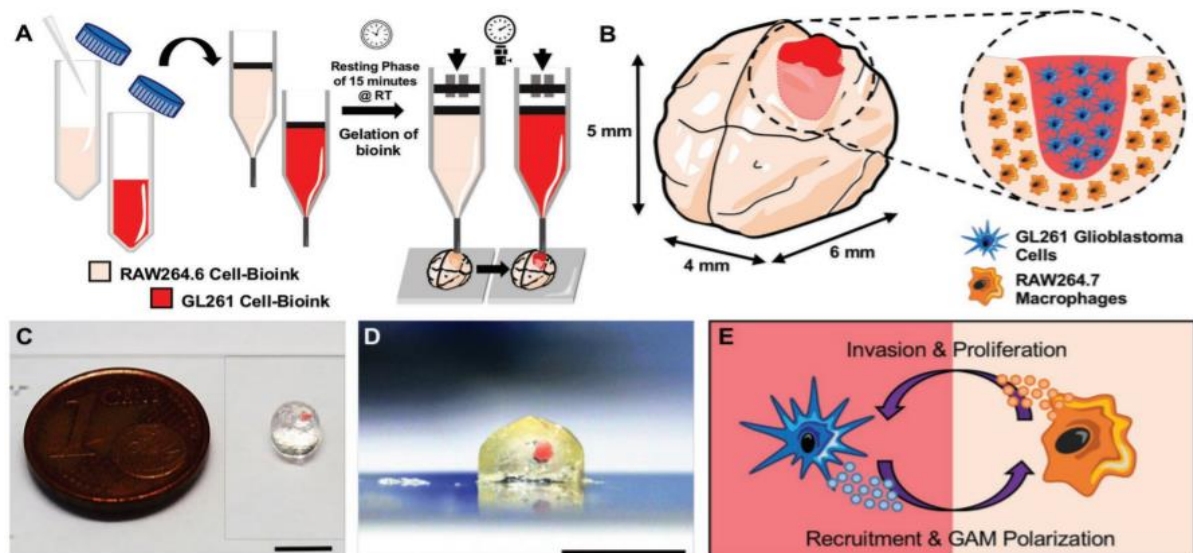 A
Resting Phase
of 15 minutes
@ RT
Gelation of
bioink
RAW264.6 Cell-Bioink
GL261 Cell-Bioink
B
5 mm
4 mm
6 mm
GL261 Glioblastoma
Cells
RAW264.7
Macrophages
C
1
D
E
Invasion & Proliferation
Recruitment & GAM Polarization